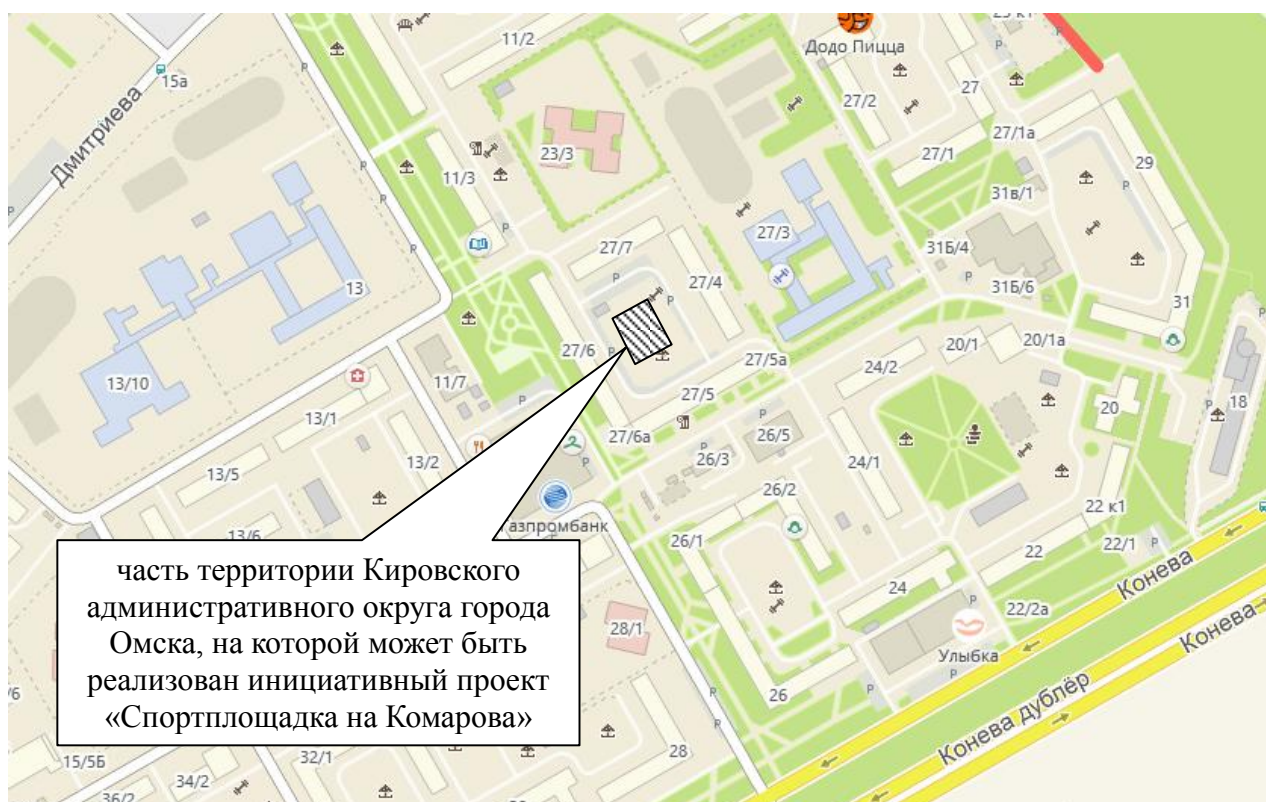 11/2
23 к1
Додо Пицца
15а
Дмитриева
27/2
27
27/1а
23/3
27/1
29
11/3
31в/1
27/3
27/7
31Б/4
13
27/4
31Б/6
31
27/6
20/1
20/1а
27/5а
24/2
13/10
11/7
27/5
20
18
13/1
27/6а
26/5
13/2
26/3
24/1
13/5
26/2
22 к1
азпромбанк
13/6
26/1
22/1
22
Конева
24
22/2а
часть территории Кировского
административного округа города
Омска, на которой может быть
реализован инициативный проект
«Спортплощадка на Комарова»
28/1
Конева
Улыбка
/6
26
Конева дублёр
15/5Б
32/1
28
34/2
36/2